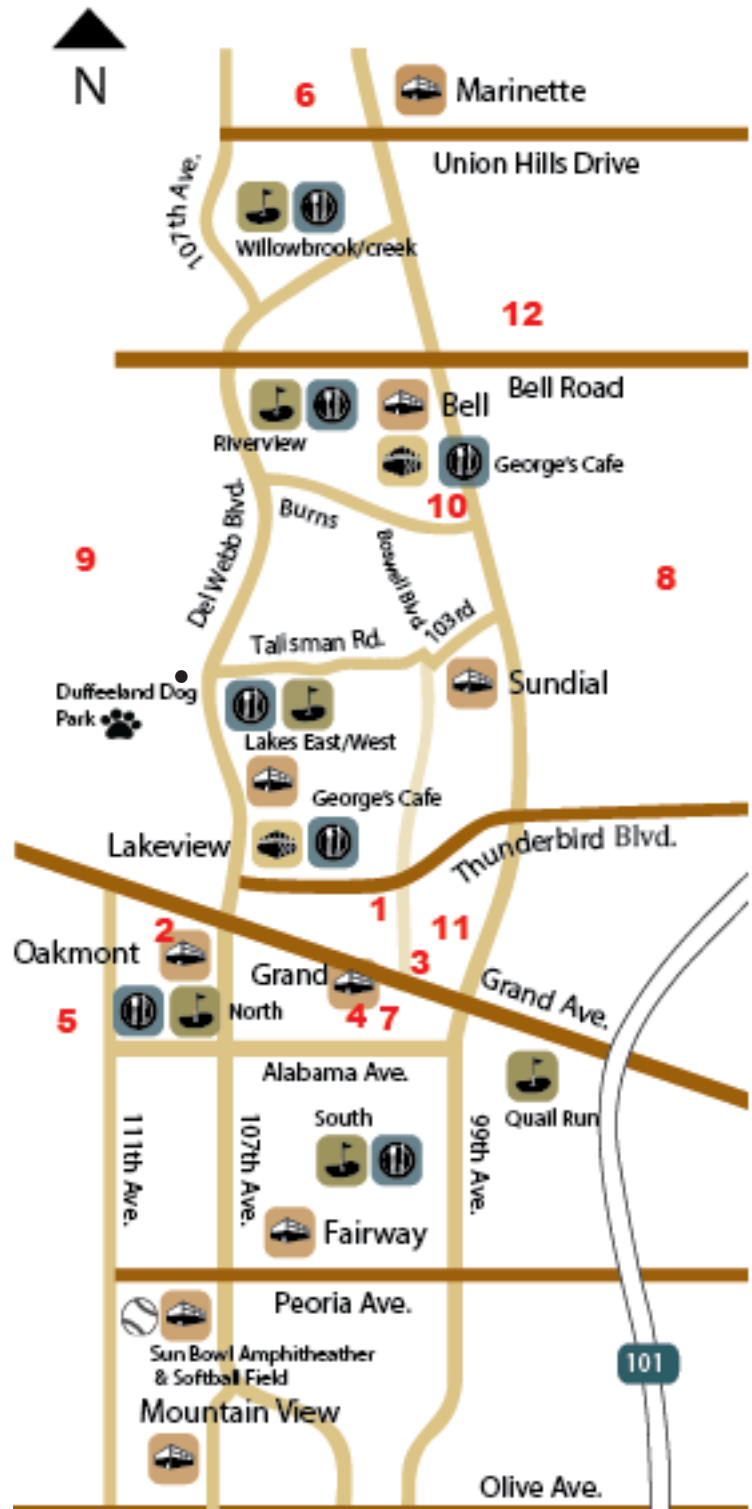 N
6
Marinette
Union Hills Drive
107th Ave.
Willowbrook/creek
12
Bell Road
Bell
Riverview
George's Cafe
10
Burns
9
Del Webb Blvd.
Boswell Blvd.
8
103rd
Talisman Rd.
Sundial
Duffeeland Dog
Park
Lakes East/West
George's Cafe
Lakeview
Thunderbird Blvd.
1
2
11
Oakmont
3
Grand
Grand Ave.
5
North
4
7
Alabama Ave.
South
Quail Run
111th Ave.
107th Ave.
99th Ave.
Fairway
Peoria Ave.
Sun Bowl Amphitheather
& Softball Field
101
Mountain View
Olive Ave.